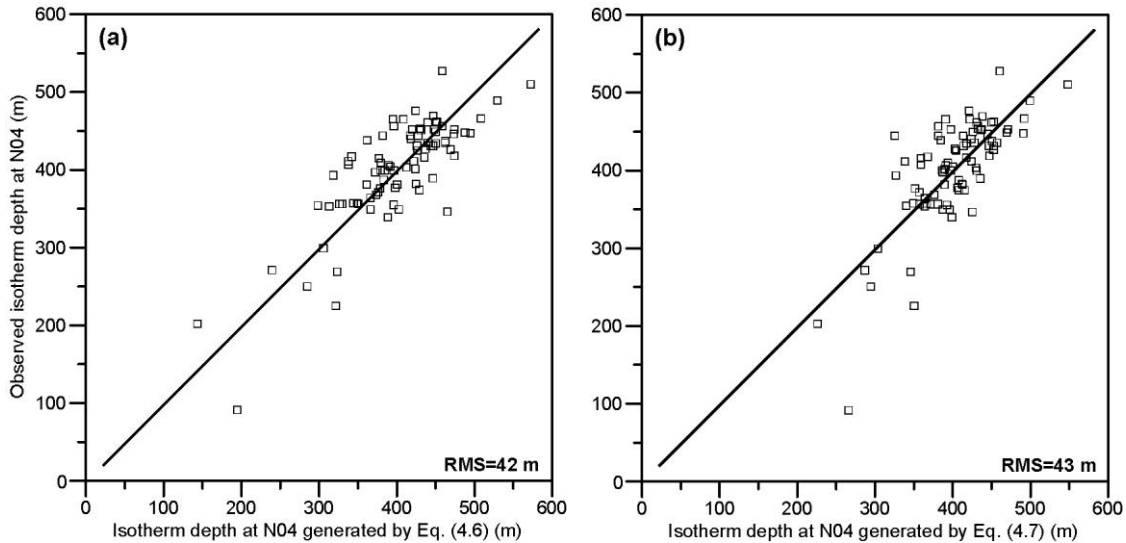 600
500
400
300
200
100
0
Observed isotherm depth at N04 (m)
(a)
RMS=42 m
0 100 200 300 400 500 600
Isotherm depth at N04 generated by Eq. (4.6) (m)
600
500
400
300
200
100
0
(b)
RMS=43 m
0 100 200 300 400 500 600
Isotherm depth at N04 generated by Eq. (4.7) (m)